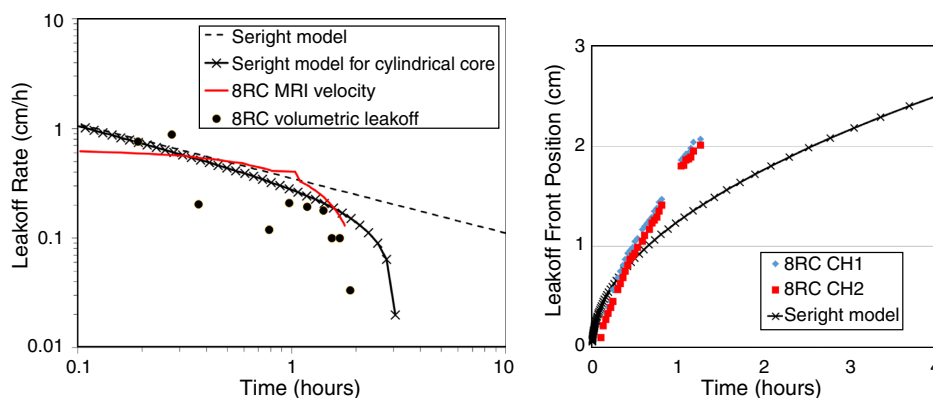 10
1
0.1
0.01
Leakoff Rate (cm/h)
Seright model
Seright model for cylindrical core
8RC MRI velocity
8RC volumetric leakoff
0.1
1
10
Time (hours)
3
2
1
0
Leakoff Front Position (cm)
8RC CH1
8RC CH2
Seright model
0
1
2
3
4
Time (hours)